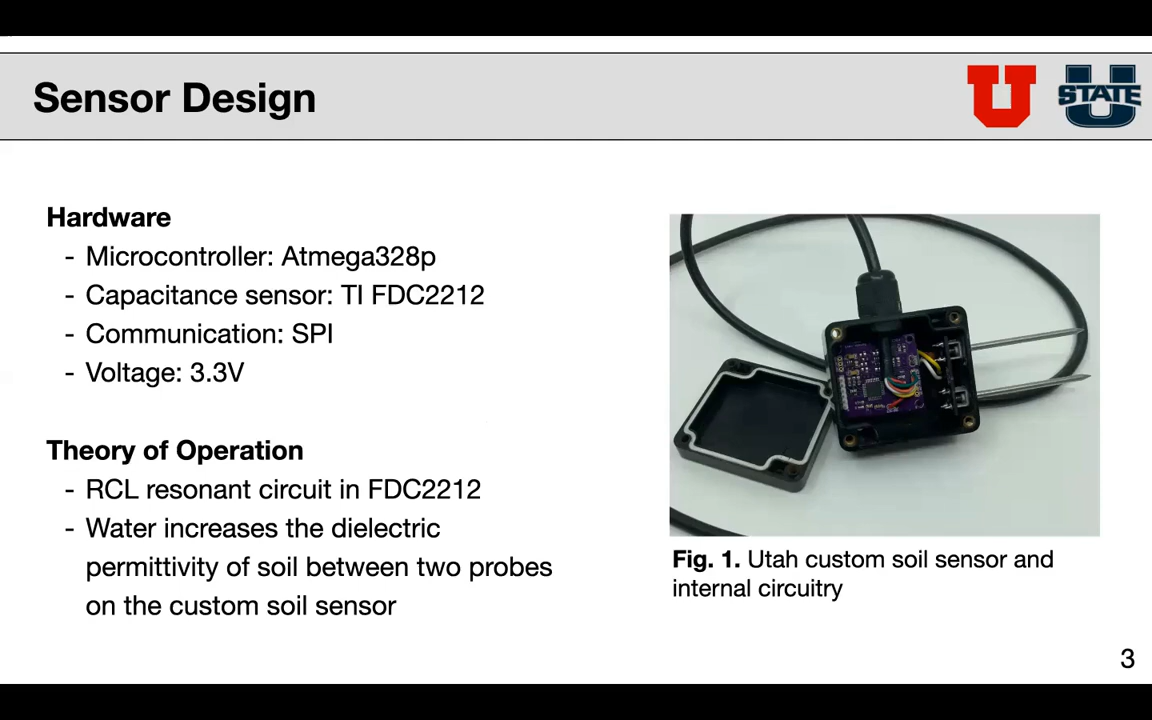 Sensor Design
U
STATE
Hardware
- Microcontroller: Atmega328p
- Capacitance sensor: TI FDC2212
- Communication: SPI
- Voltage: 3.3V
Theory of Operation
- RCL resonant circuit in FDC2212
- Water increases the dielectric
permittivity of soil between two probes
on the custom soil sensor
Fig. 1. Utah custom soil sensor and
internal circuitry
3